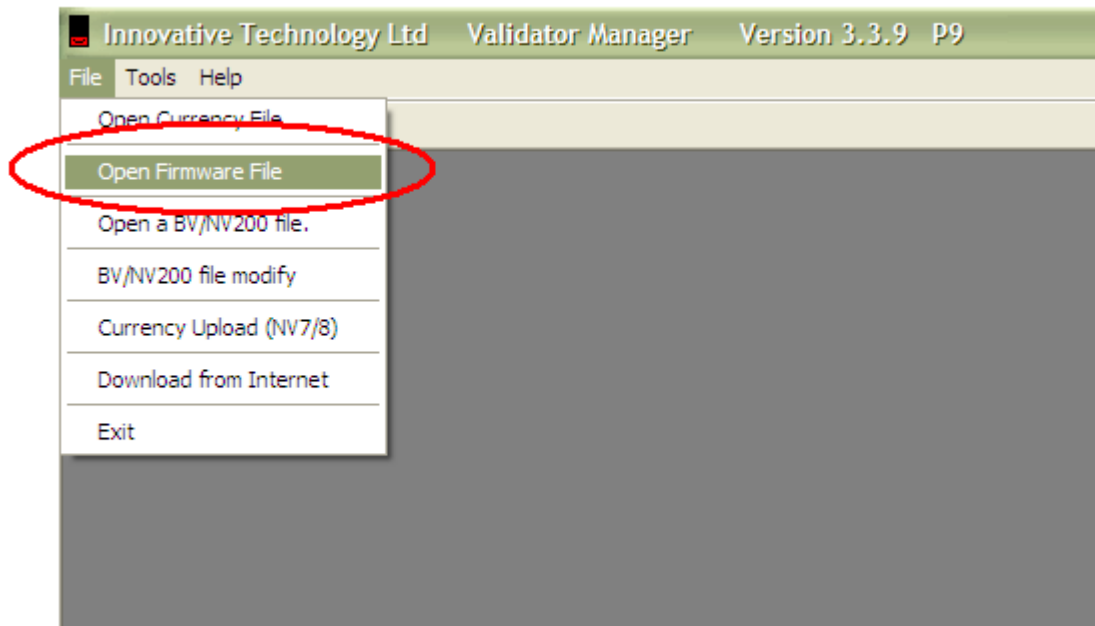 Innovative Technology Ltd Validator Manager Version 3.3.9 P9
File Tools Help
Open Currency File
Open Firmware File
Open a BV/NV200 file.
BV/NV200 file modify
Currency Upload (NV7/8)
Download from Internet
Exit